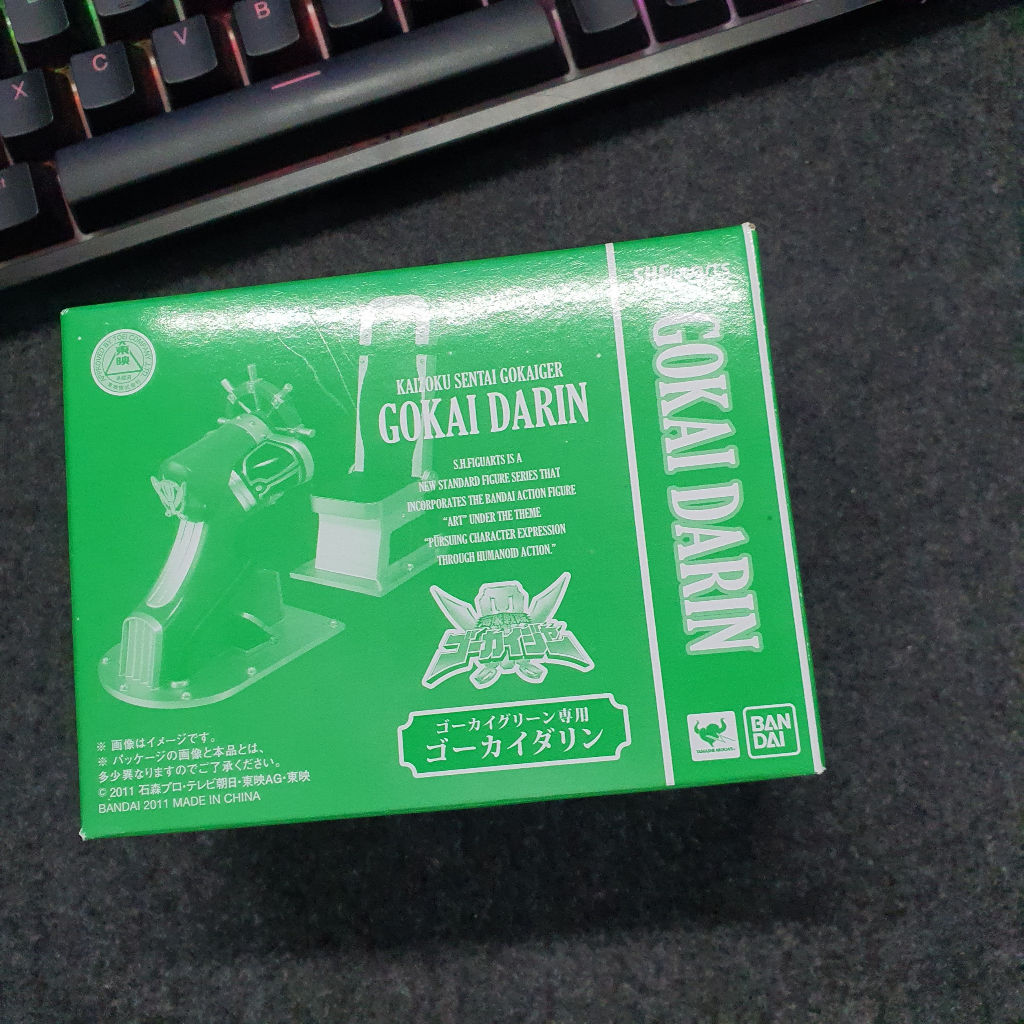 X
C
V
B
東映
KAIZOKU SENTAI GOKAIGER
GOKAI DARIN
S.H.FIGUARTS IS A
NEW STANDARD FIGURE SERIES THAT
INCORPORATES THE BANDAI ACTION FIGURE
"ART" UNDER THE THEME
"PURSUING CHARACTER EXPRESSION
THROUGH HUMANOID ACTION."
海賊戦隊
ゴーカイジャー
ゴーカイグリーン専用
ゴーカイダリン
※ 画像はイメージです。
※ パッケージの画像と本品とは、
多少異なりますのでご了承ください。
© 2011 石森プロ・テレビ朝日・東映AG・東映
BANDAI 2011 MADE IN CHINA
S.H.Figuarts
GOKAI DARIN
TAMASHII NATIONS
BAN
DAI